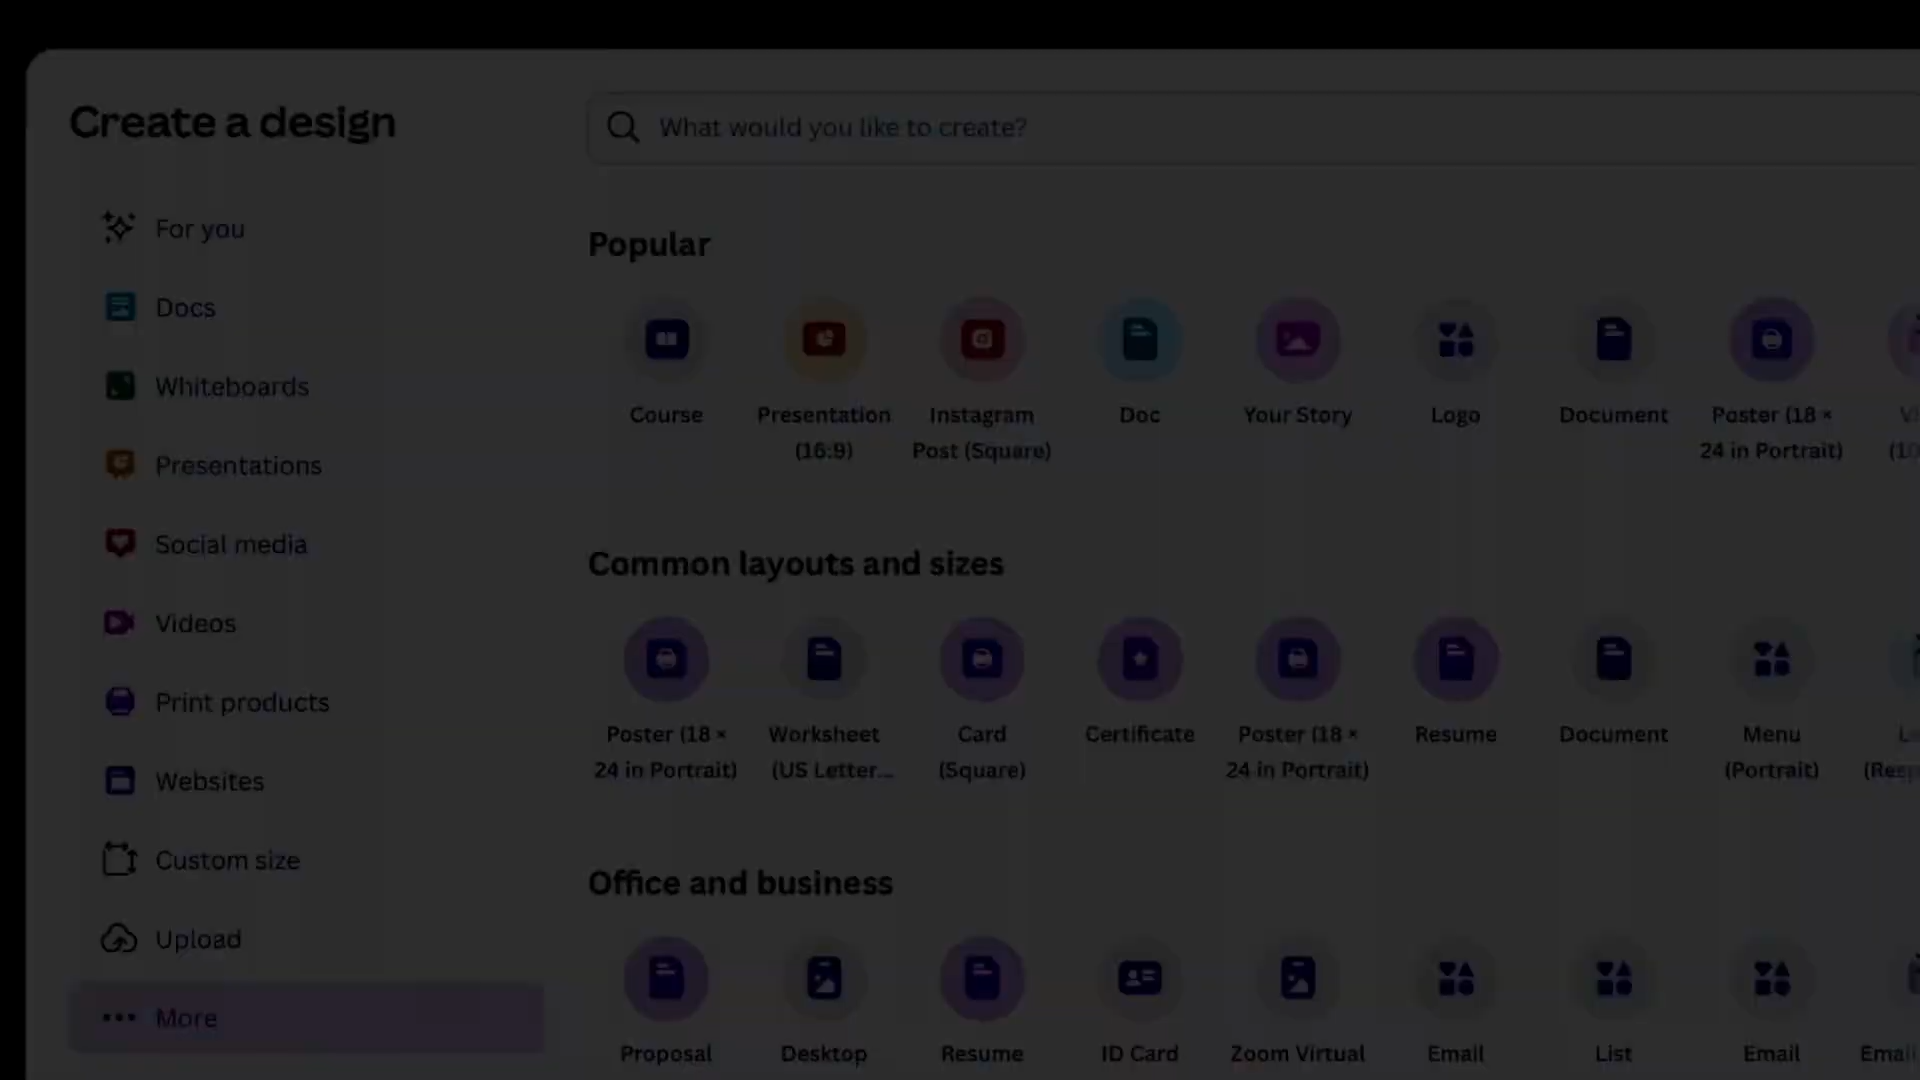 Create a design
What would you like to create?
For you
Docs
Whiteboards
Presentations
Social media
Videos
Print products
Websites
Custom size
Upload
More
Popular
Course
Presentation
(16:9)
Instagram
Post (Square)
Doc
Your Story
Logo
Document
Poster (18 ×
24 in Portrait)
Common layouts and sizes
Poster (18 ×
24 in Portrait)
Worksheet
(US Letter...
Card
(Square)
Certificate
Poster (18 ×
24 in Portrait)
Resume
Document
Menu
(Portrait)
Office and business
Proposal
Desktop
Resume
ID Card
Zoom Virtual
Email
List
Email